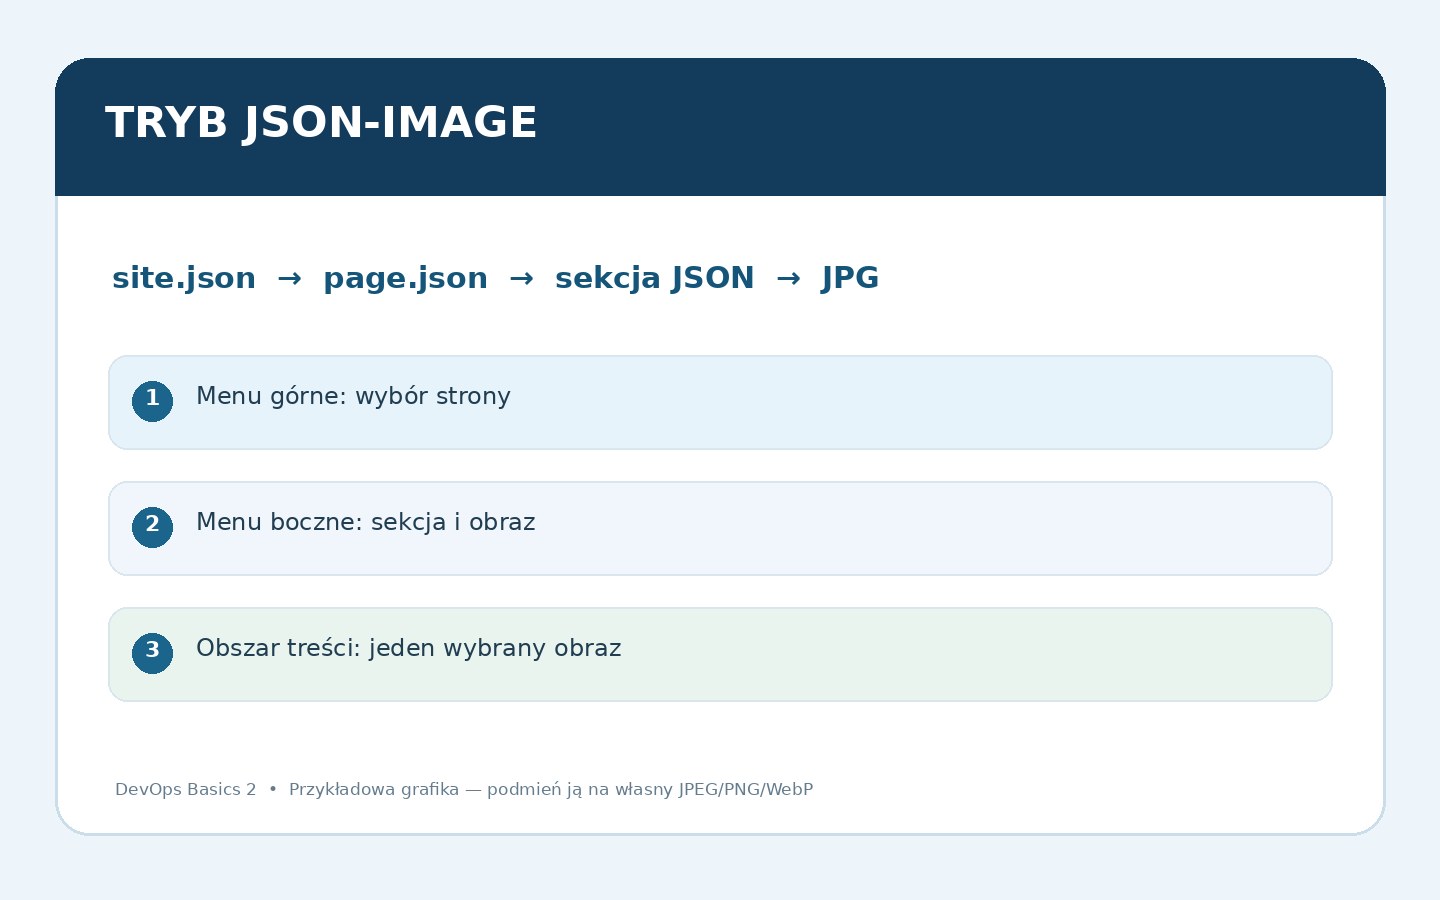 TRYB JSON-IMAGE
site.json → page.json → sekcja JSON → JPG
1 Menu górne: wybór strony
2 Menu boczne: sekcja i obraz
3 Obszar treści: jeden wybrany obraz
DevOps Basics 2 • Przykładowa grafika — podmień ją na własny JPEG/PNG/WebP